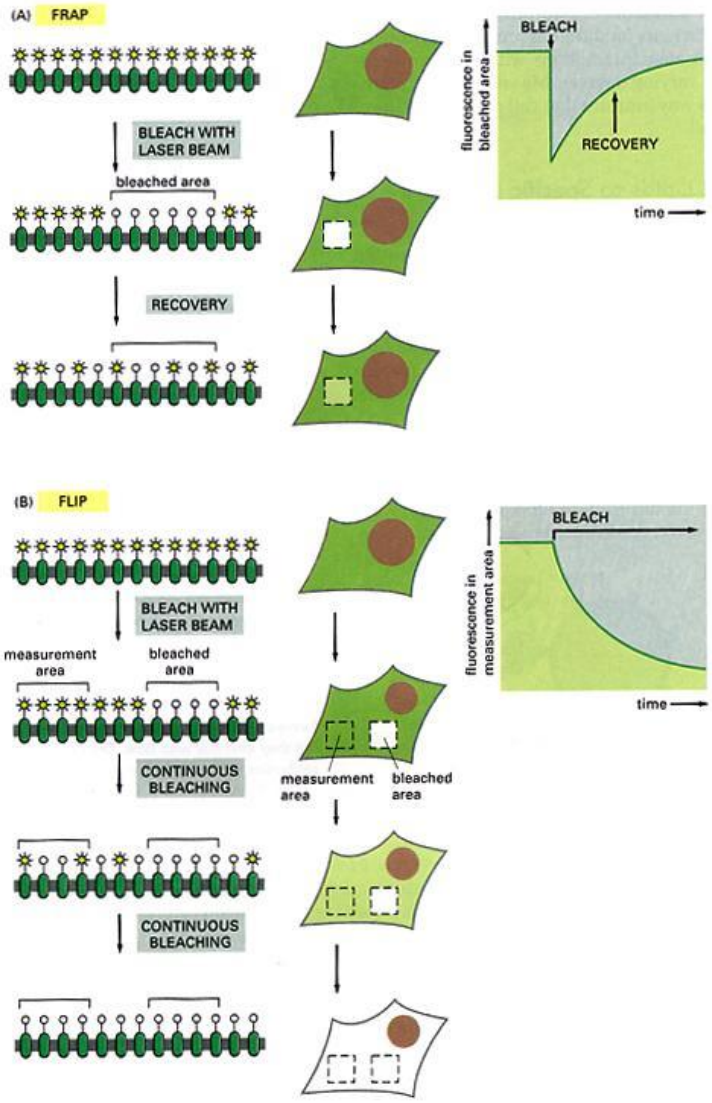 (A) FRAP
BLEACH WITH
LASER BEAM
bleached area
RECOVERY
fluorescence in
bleached area
BLEACH
RECOVERY
time
(B) FLIP
BLEACH WITH
LASER BEAM
measurement
area
bleached
area
CONTINUOUS
BLEACHING
measurement
area
bleached
area
CONTINUOUS
BLEACHING
fluorescence in
measurement area
BLEACH
time